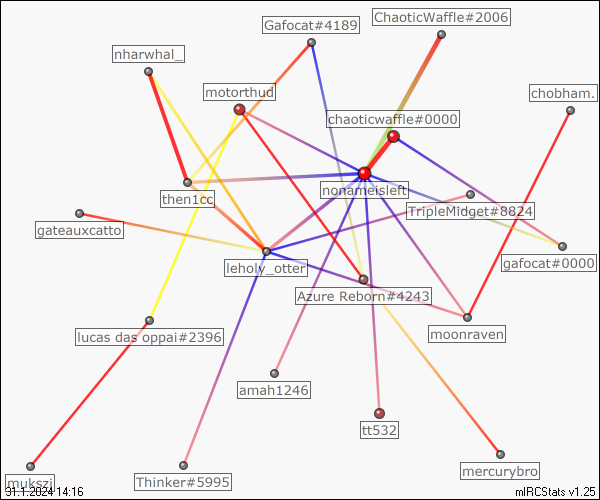 ChaoticWaffle#2006
Gafocat#4189
nharwhal_
motorthud
chobham.
chaoticwaffle#0000
nonameisleft
then1cc
TripleMidget#8824
gateauxcatto
leholy_otter
gafocat#0000
Azure Reborn#4243
lucas das oppai#2396
moonraven
amah1246
tt532
mercurybro
mukszi
Thinker#5995
31.1.2024 14:16
mIRCStats v1.25